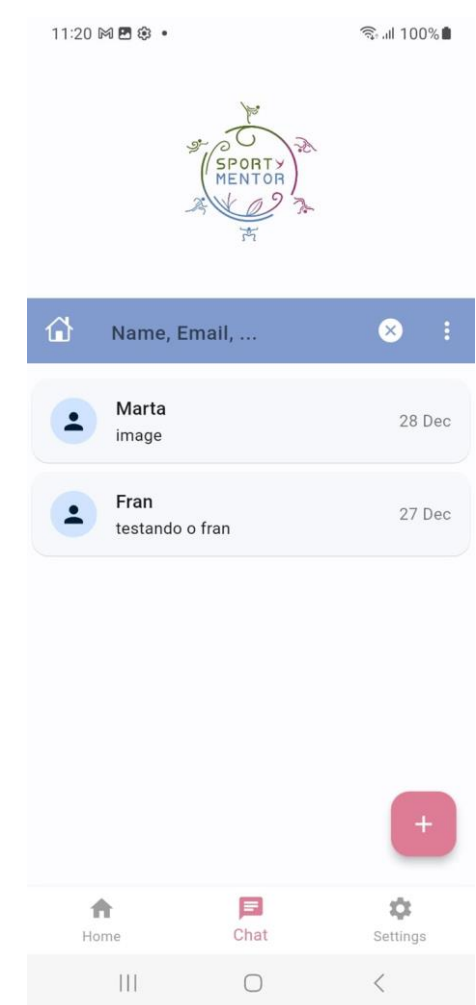 11:20
100%
SPORTY
MENTOR
Name, Email, ...
Marta
28 Dec
image
Fran
27 Dec
testando o fran
+
Home
Chat
Settings